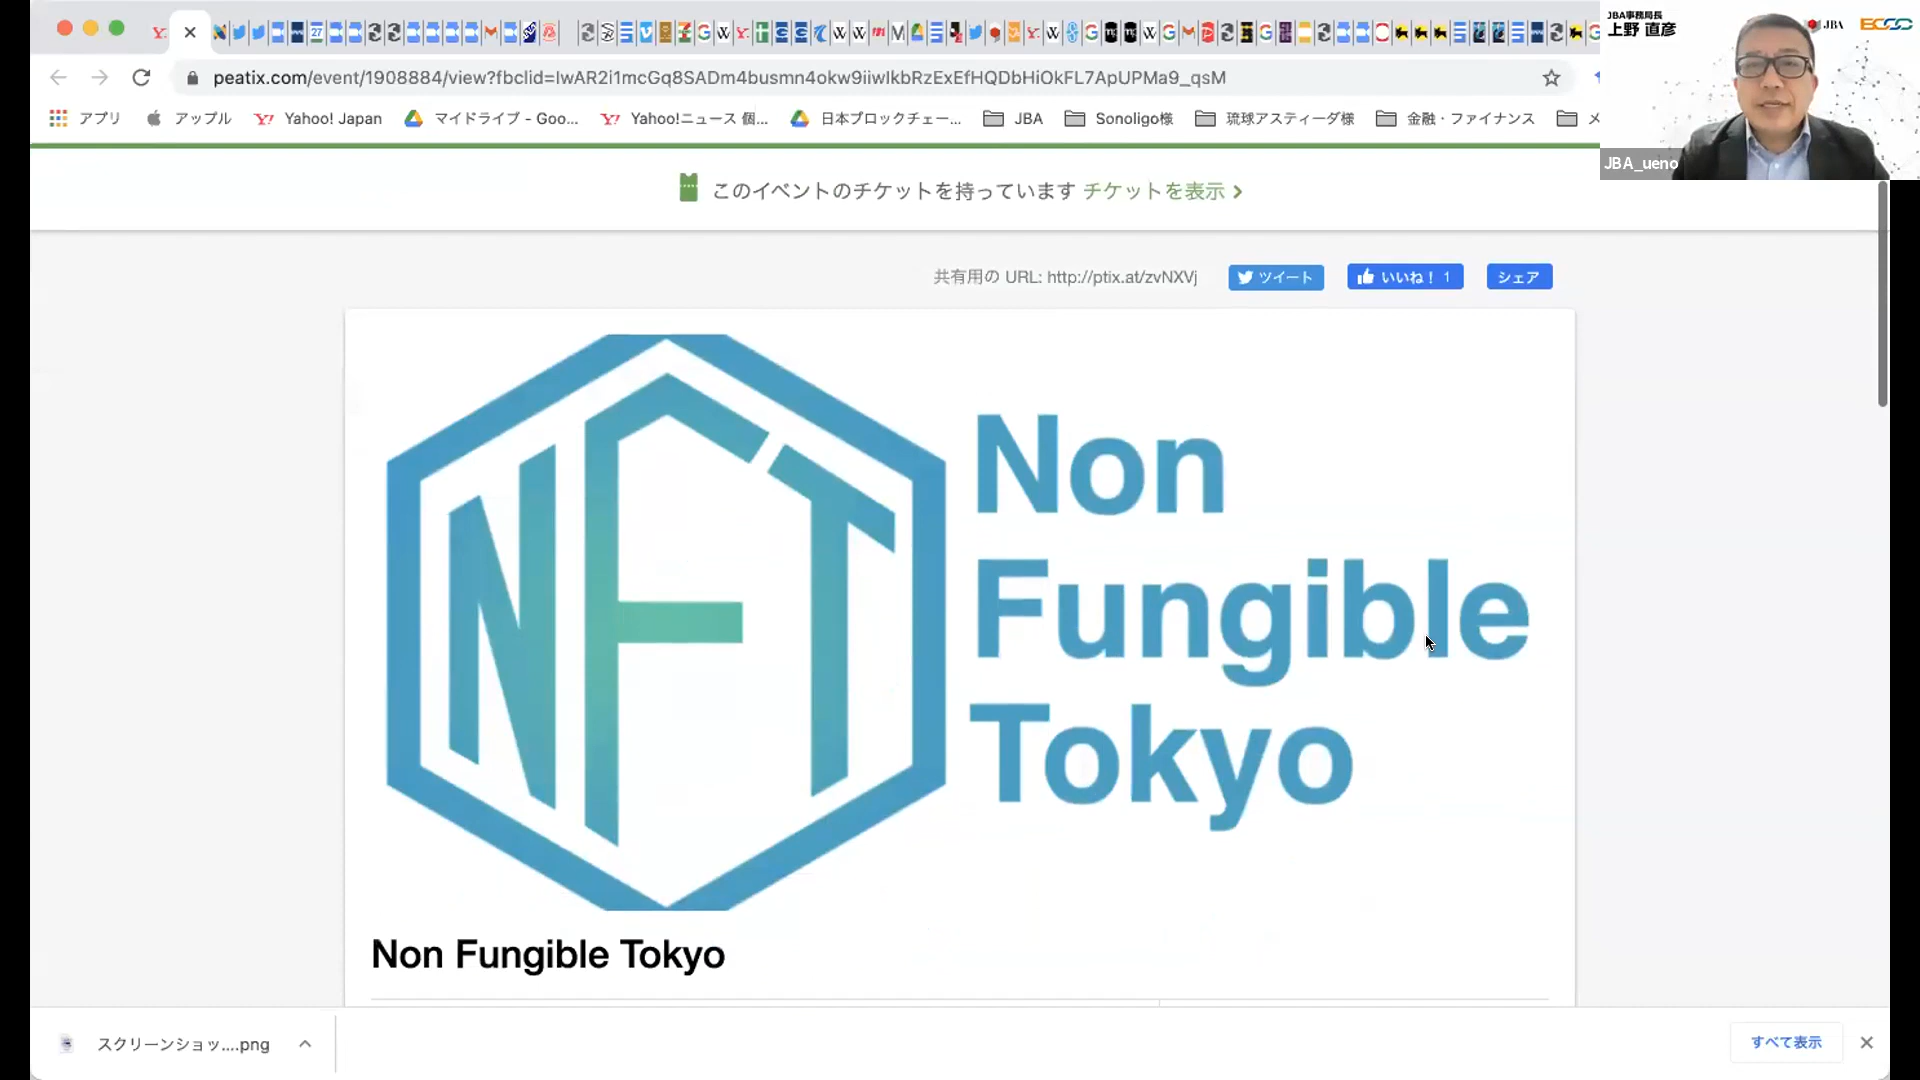 JBA事務局長
上野 直彦
JBA
peatix.com/event/1908884/view?fbclid=IwAR2i1mcGq8SADm4busmn4okw9iiwIkbRzExEfHQDbHiOkFL7ApUPMa9_qsM
アプリ
アップル
Yahoo! Japan
マイドライブ - Goo...
Yahoo!ニュース 個...
日本ブロックチェー...
JBA
Sonoligo様
琉球アスティーダ様
金融・ファイナンス
メ
JBA_ueno
このイベントのチケットを持っています チケットを表示
共有用の URL: http://ptix.at/zvNXVj
ツイート
いいね！ 1
シェア
NFT
Non
Fungible
Tokyo
Non Fungible Tokyo
スクリーンショッ....png
すべて表示